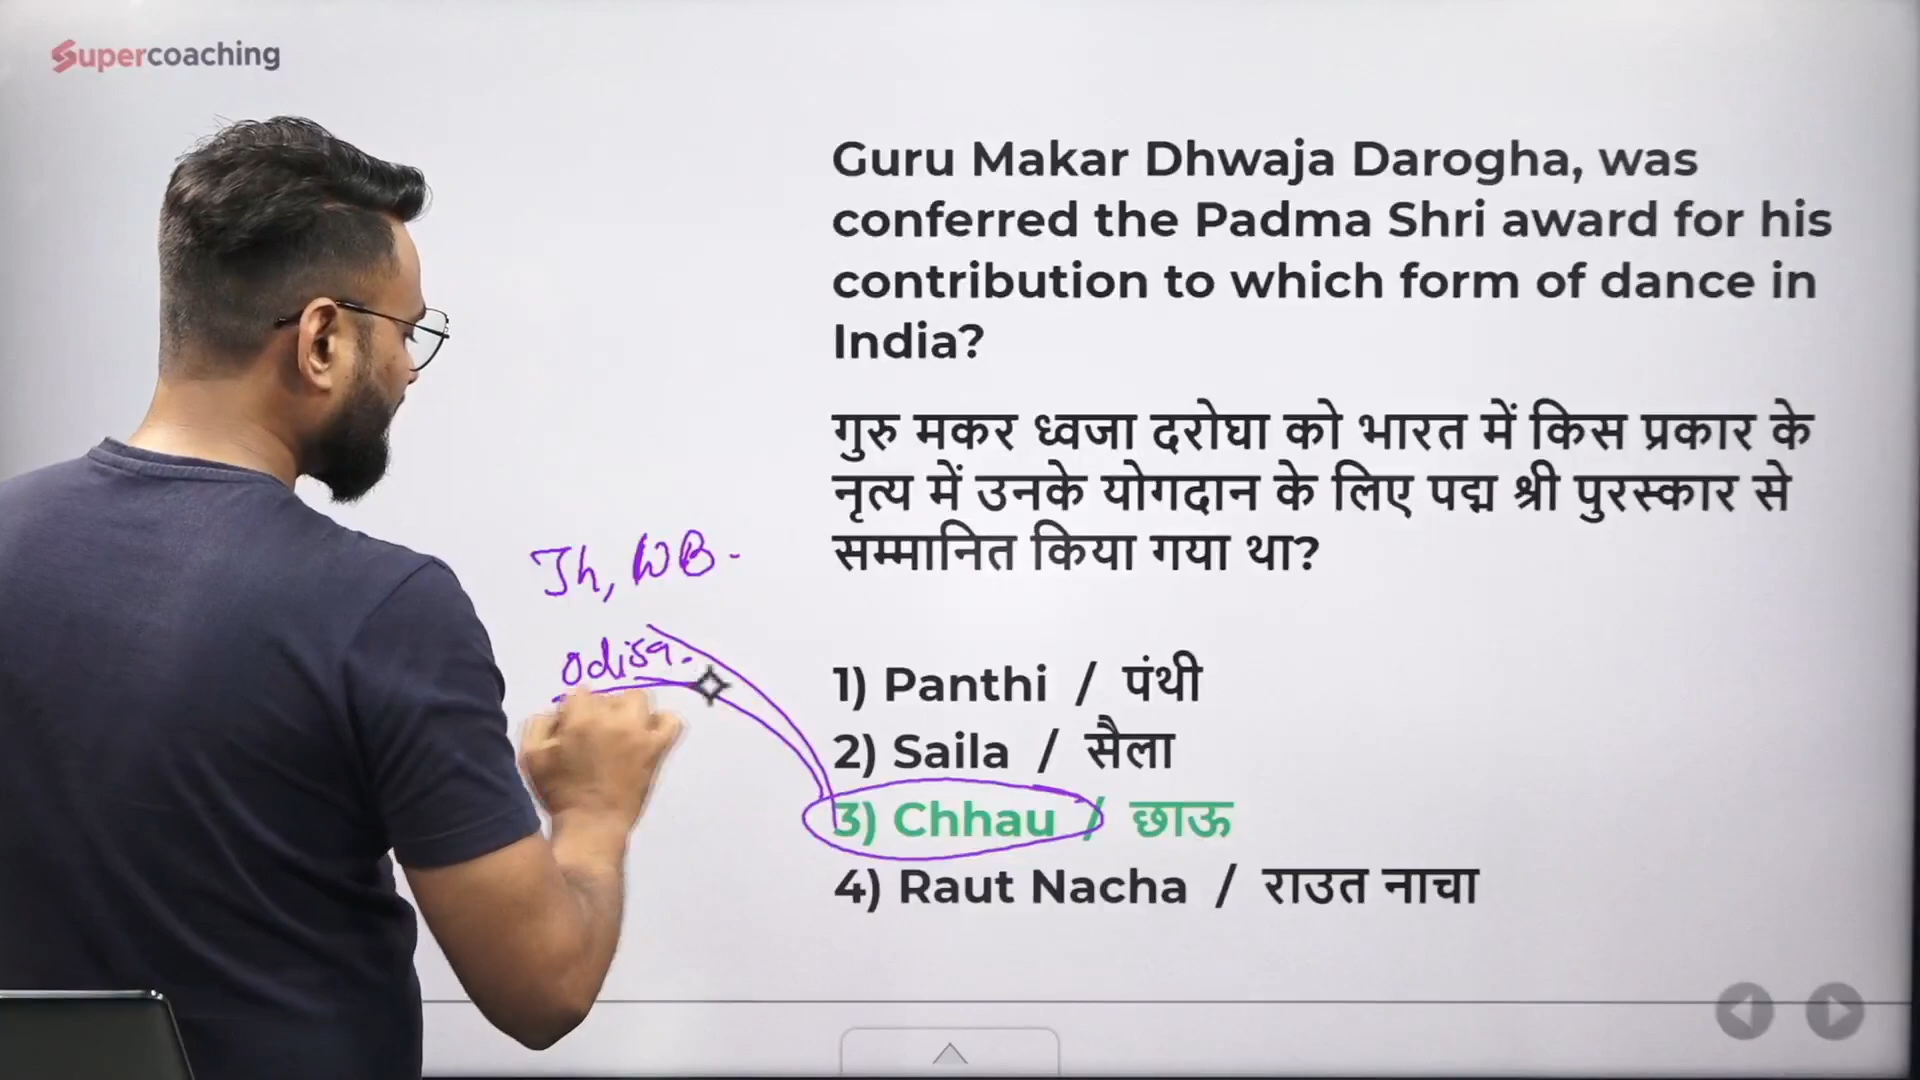 Supercoaching
Guru Makar Dhwaja Darogha, was
conferred the Padma Shri award for his
contribution to which form of dance in
India?
गुरु मकर ध्वजा दरोघा को भारत में किस प्रकार के
नृत्य में उनके योगदान के लिए पद्म श्री पुरस्कार से
सम्मानित किया गया था?
Jh, WB.
Odisa.
1) Panthi / पंथी
2) Saila / सैला
3) Chhau / छाऊ
4) Raut Nacha / राउत नाचा